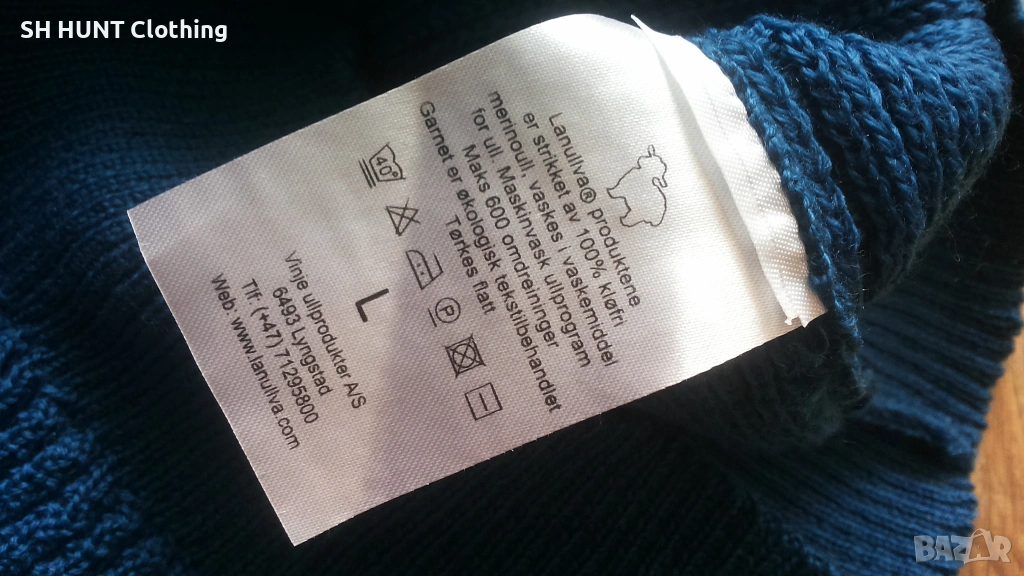 SH HUNT Clothing
Lanullva® produktene
er strikket av 100% kløfri
merinoull, vaskes i vaskemiddel
for ull. Maskinvask ullprogram
Maks 600 omdreininger
Garnet er økologisk tekstilbehandlet
Tørkes flatt
40°
P
L
Vinje ullprodukter A/S
6493 Lyngstad
Tlf: (+47) 71295800
Web: www.lanullva.com
BAZAR